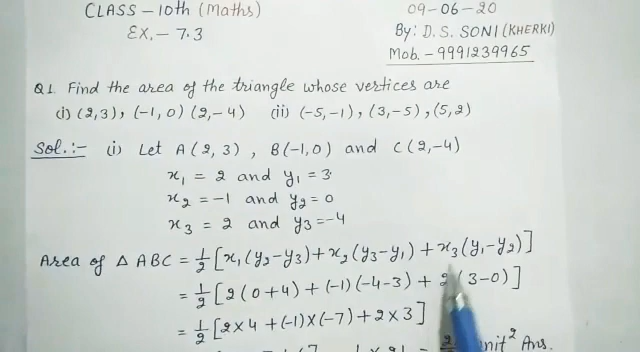 CLASS - 10th (Maths) 09-06-20
EX.- 7.3 By: D. S. SONI (KHERKI)
Mob. - 9991239965
Q1. Find the area of the triangle whose vertices are
(i) (2,3), (-1,0) (2,-4) (ii) (-5,-1), (3,-5), (5,2)
Sol.:- (i) Let A(2,3), B(-1,0) and C(2,-4)
x₁ = 2 and y₁ = 3
x₂ = -1 and y₂ = 0
x₃ = 2 and y₃ = -4
Area of △ ABC = 1/2 [x₁(y₂-y₃)+x₂(y₃-y₁)+x₃(y₁-y₂)]
= 1/2 [2(0+4) + (-1)(-4-3) + 2(3-0)]
= 1/2 [2×4 + (-1)×(-7) + 2×3]
Unit² Ans.